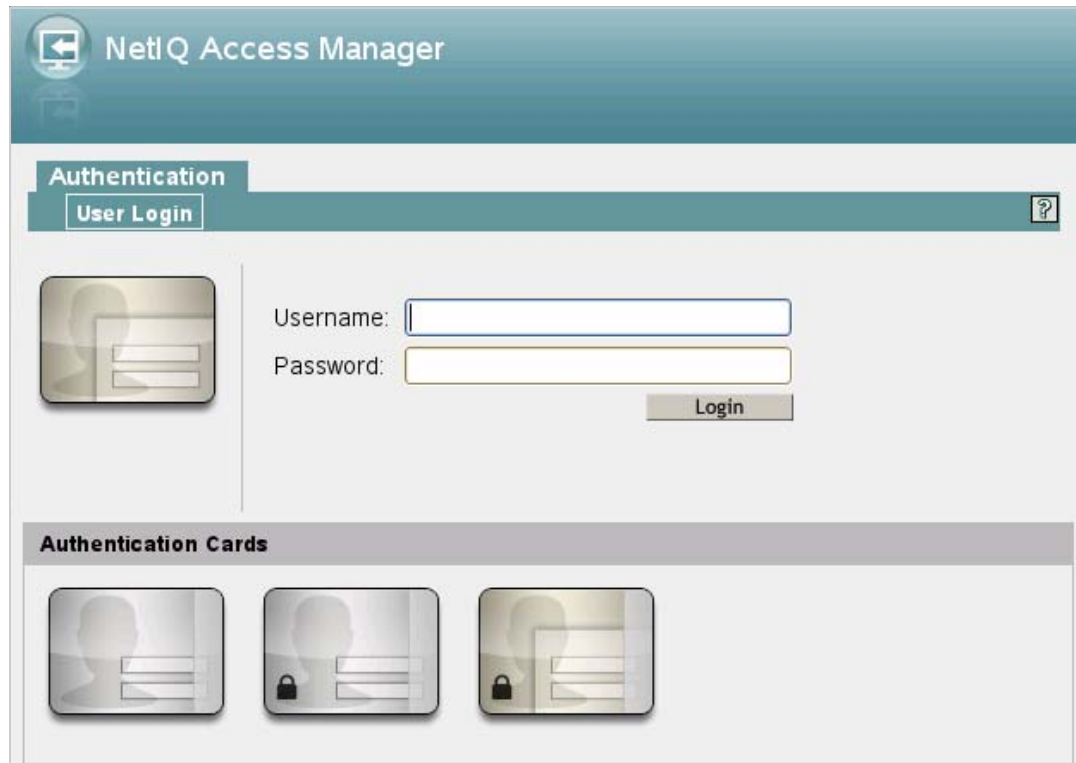 NetIQ Access Manager
Authentication
User Login
?
Username:
Password:
Login
Authentication Cards